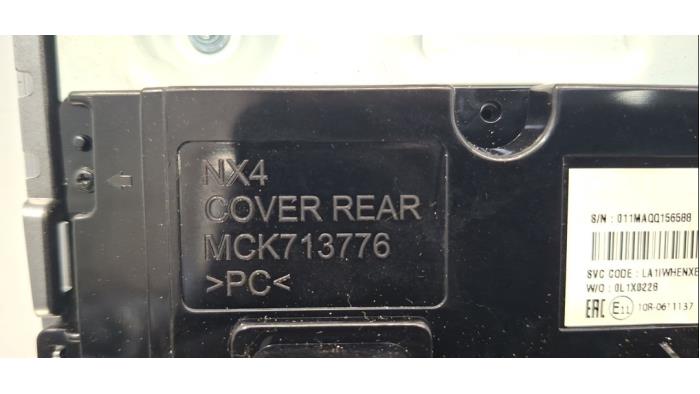 NX4
COVER REAR
MCK713776
>PC<
S/N : 011MAQQ156588
SVC CODE : LA1IWHENXE
W/O : 0L1X0228
EAC E11 10R-0611137